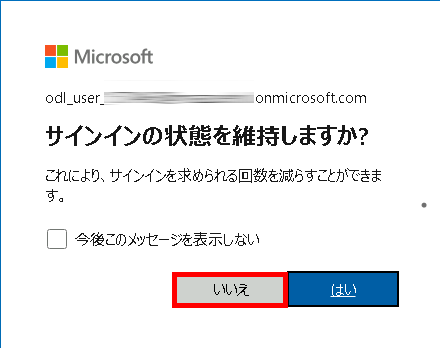 Microsoft
odl_user_ onmicrosoft.com
サインインの状態を維持しますか?
これにより、サインインを求められる回数を減らすことができま
す。
今後このメッセージを表示しない
いいえ
はい